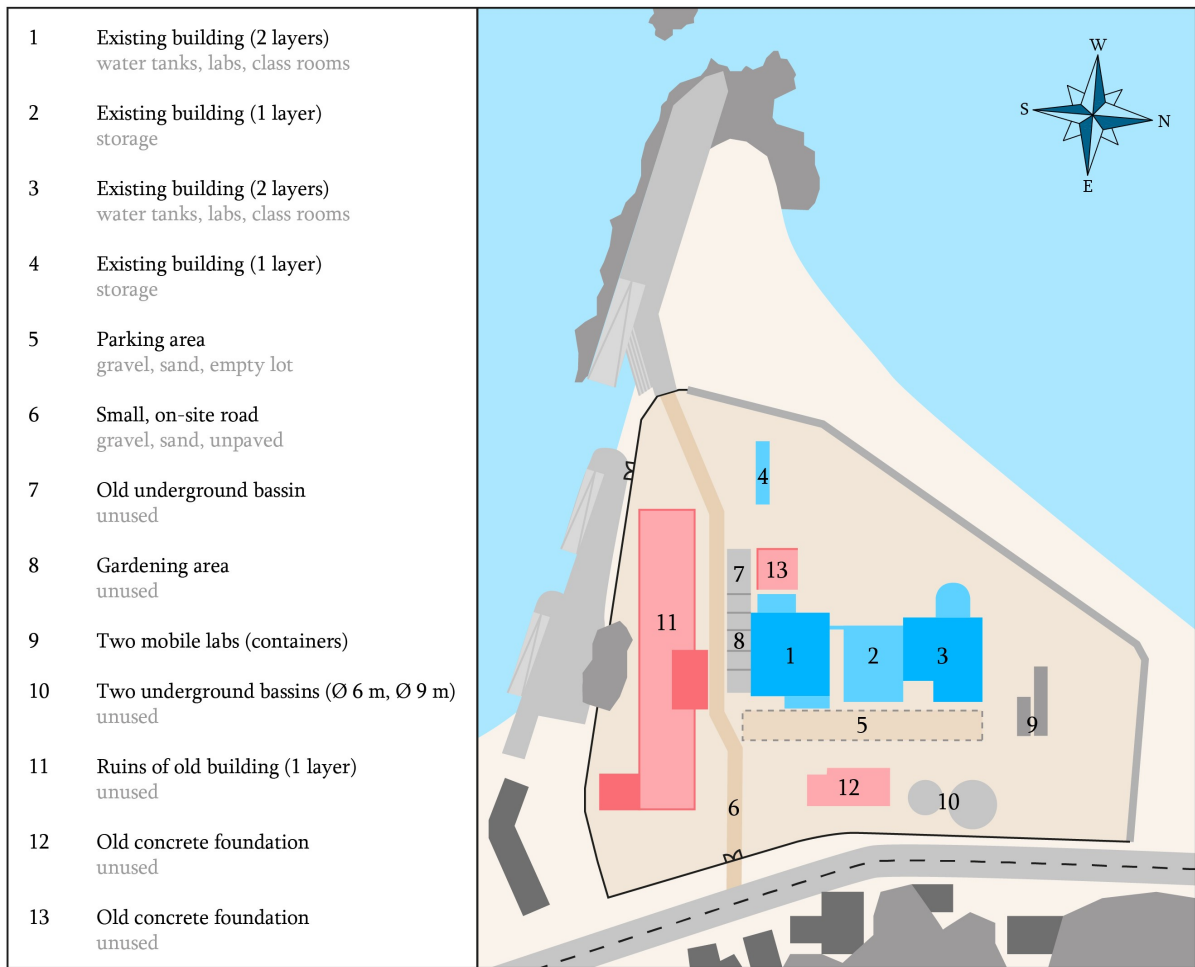 1 Existing building (2 layers)
water tanks, labs, class rooms
2 Existing building (1 layer)
storage
3 Existing building (2 layers)
water tanks, labs, class rooms
4 Existing building (1 layer)
storage
5 Parking area
gravel, sand, empty lot
6 Small, on-site road
gravel, sand, unpaved
7 Old underground bassin
unused
8 Gardening area
unused
9 Two mobile labs (containers)
10 Two underground bassins (Ø 6 m, Ø 9 m)
unused
11 Ruins of old building (1 layer)
unused
12 Old concrete foundation
unused
13 Old concrete foundation
unused
W
S
N
E
4
7
13
11
8
1
2
3
5
9
12
10
6